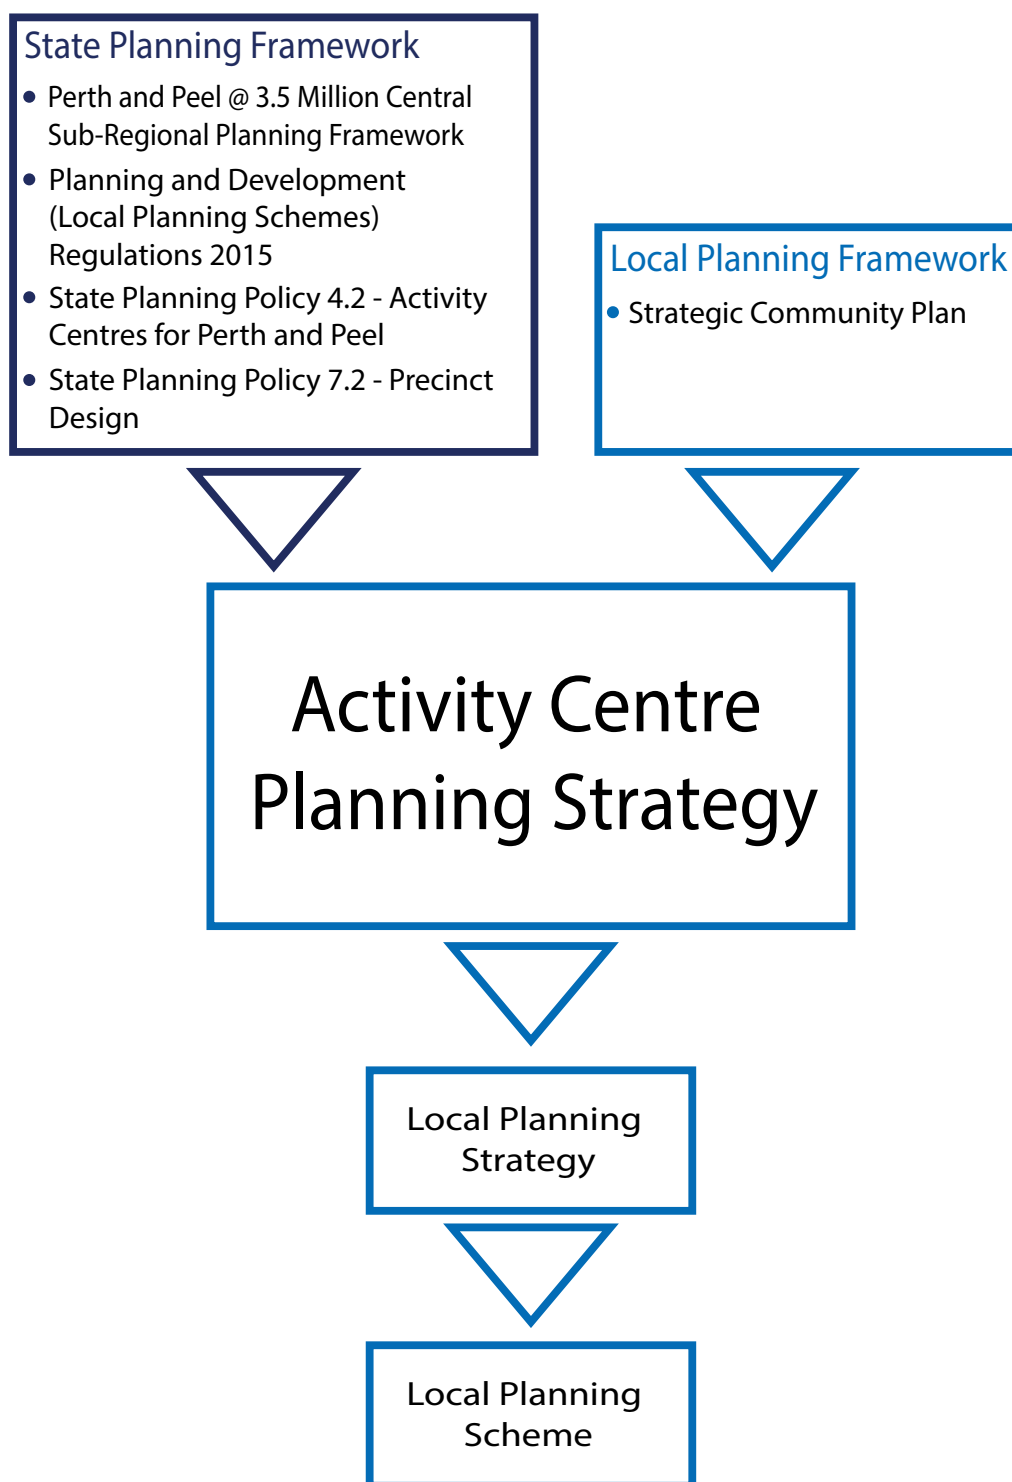 State Planning Framework
• Perth and Peel @ 3.5 Million Central
Sub-Regional Planning Framework
• Planning and Development
(Local Planning Schemes)
Regulations 2015
• State Planning Policy 4.2 - Activity
Centres for Perth and Peel
• State Planning Policy 7.2 - Precinct
Design
Local Planning Framework
• Strategic Community Plan
Activity Centre
Planning Strategy
Local Planning
Strategy
Local Planning
Scheme